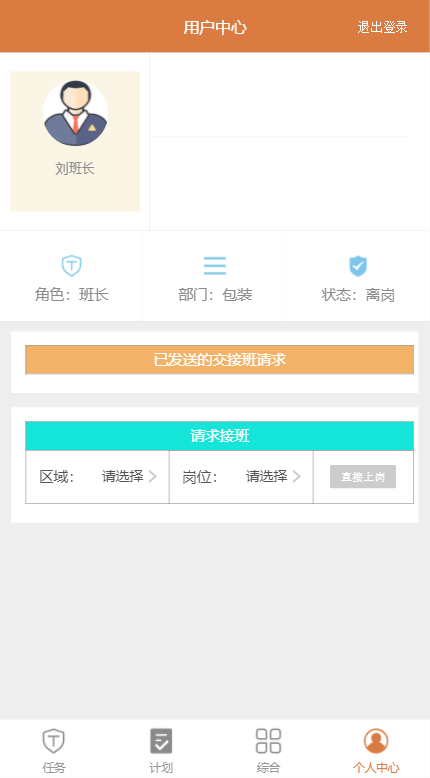 用户中心
退出登录
刘班长
角色：班长
部门：包装
状态：离岗
已发送的交接班请求
请求接班
区域：
请选择
岗位：
请选择
直接上岗
任务
计划
综合
个人中心